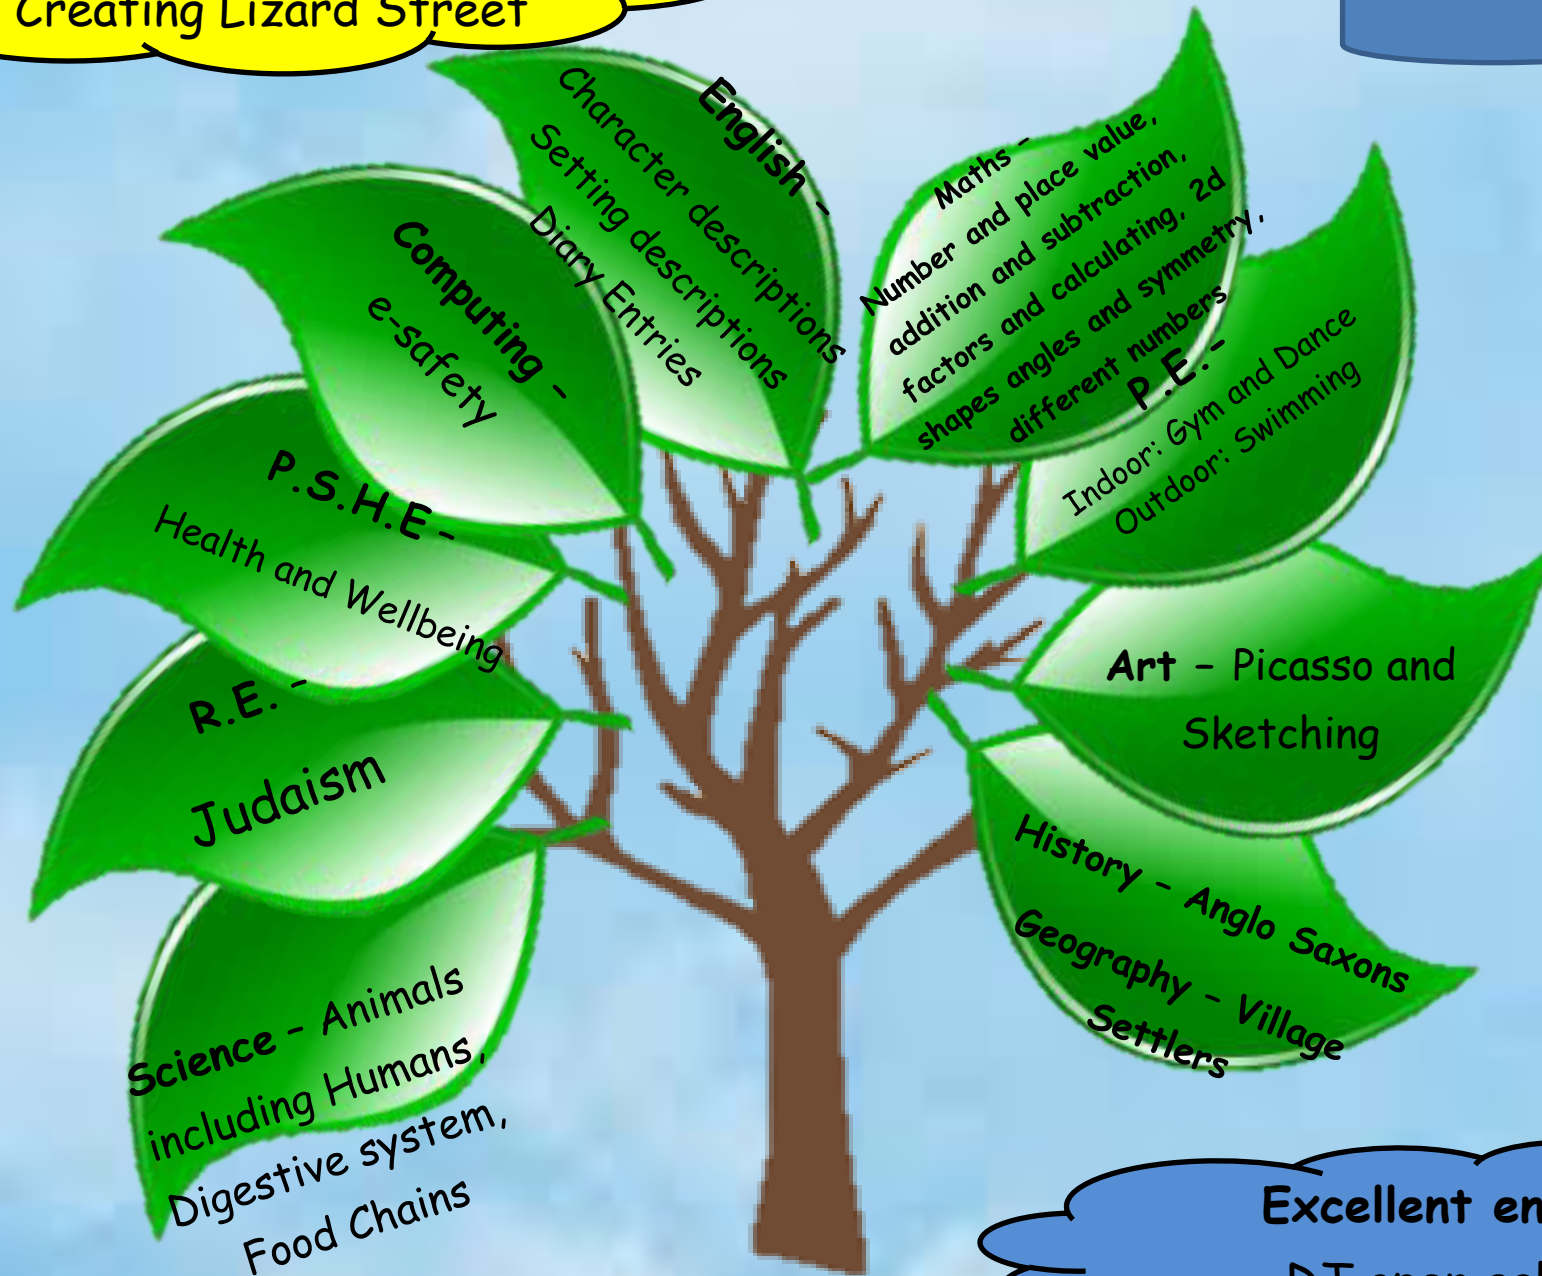 Creating Lizard Street
English -
Character descriptions
Setting descriptions
Diary Entries
Maths -
Number and place value,
addition and subtraction,
factors and calculating, 2d
shapes angles and symmetry,
different numbers
Computing -
e-safety
P.E.-
Indoor: Gym and Dance
Outdoor: Swimming
P.S.H.E-
Health and Wellbeing
Art - Picasso and
Sketching
R.E. -
Judaism
History - Anglo Saxons
Geography - Village
Settlers
Science - Animals
including Humans,
Digestive system,
Food Chains
Excellent en